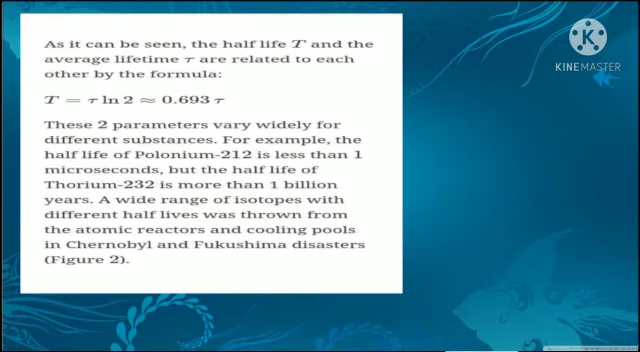 As it can be seen, the half life T and the
average lifetime τ are related to each
other by the formula:
T = τ ln 2 ≈ 0.693 τ
These 2 parameters vary widely for
different substances. For example, the
half life of Polonium-212 is less than 1
microseconds, but the half life of
Thorium-232 is more than 1 billion
years. A wide range of isotopes with
different half lives was thrown from
the atomic reactors and cooling pools
in Chernobyl and Fukushima disasters
(Figure 2).
K
KINEMASTER